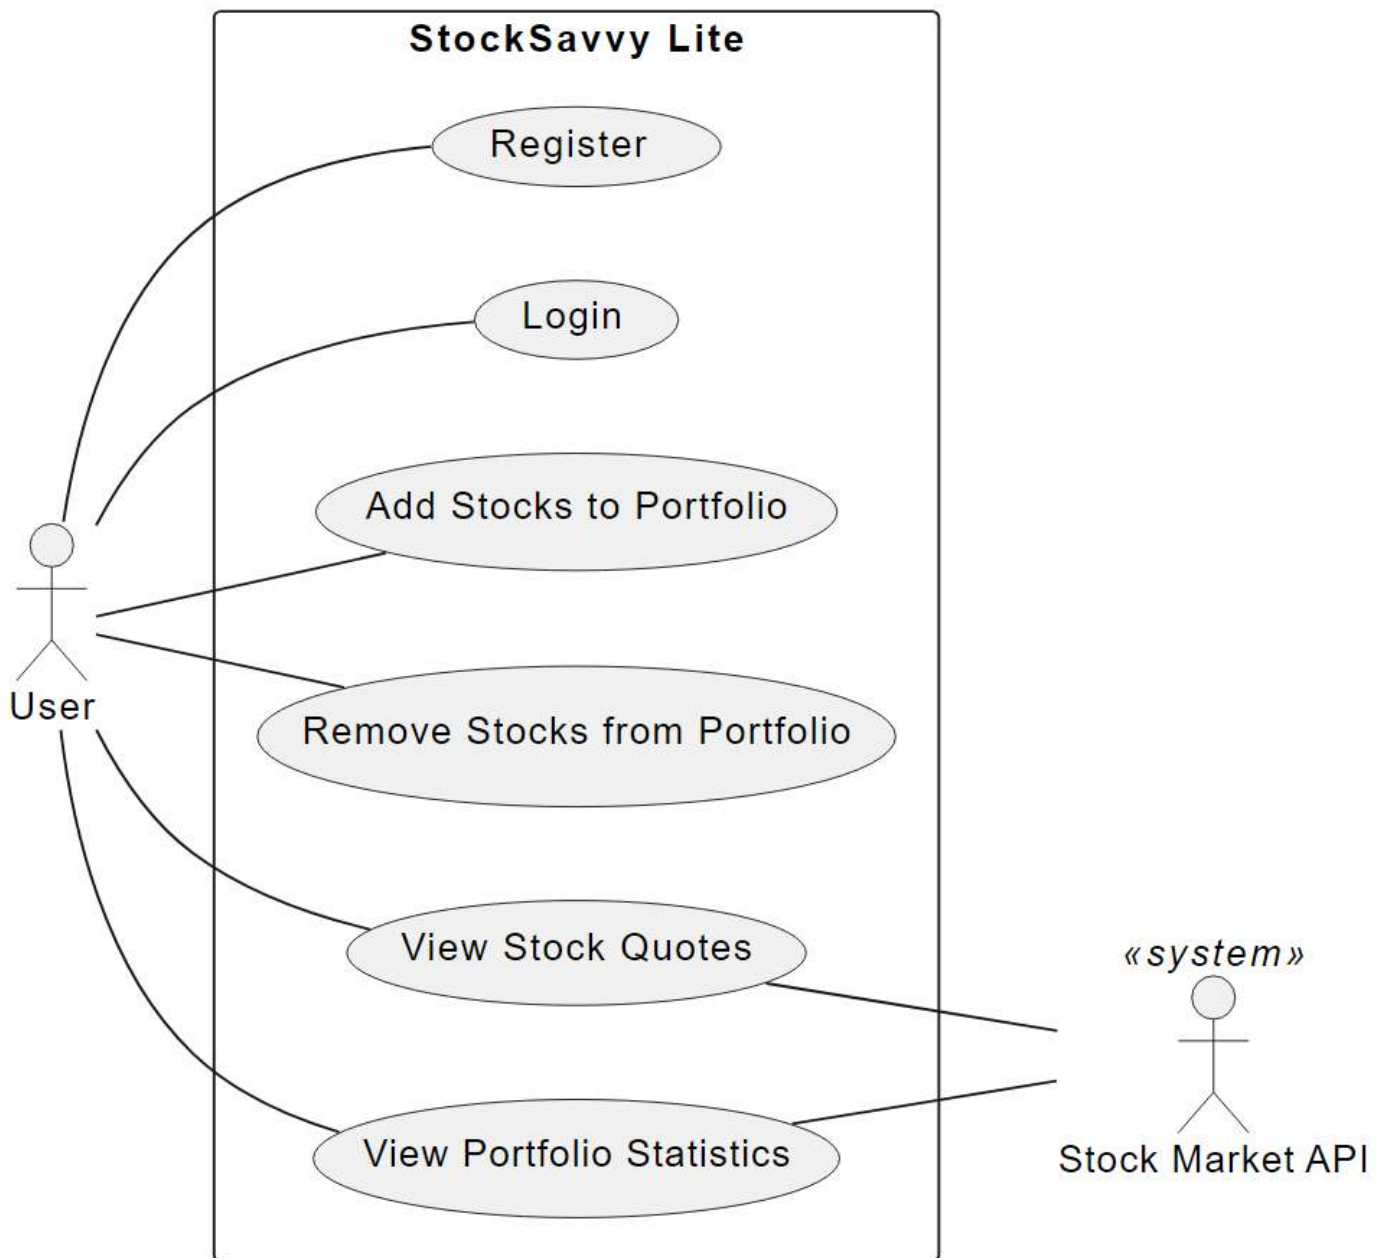 StockSavvy Lite
Register
Login
Add Stocks to Portfolio
Remove Stocks from Portfolio
User
View Stock Quotes
«system»
View Portfolio Statistics
Stock Market API